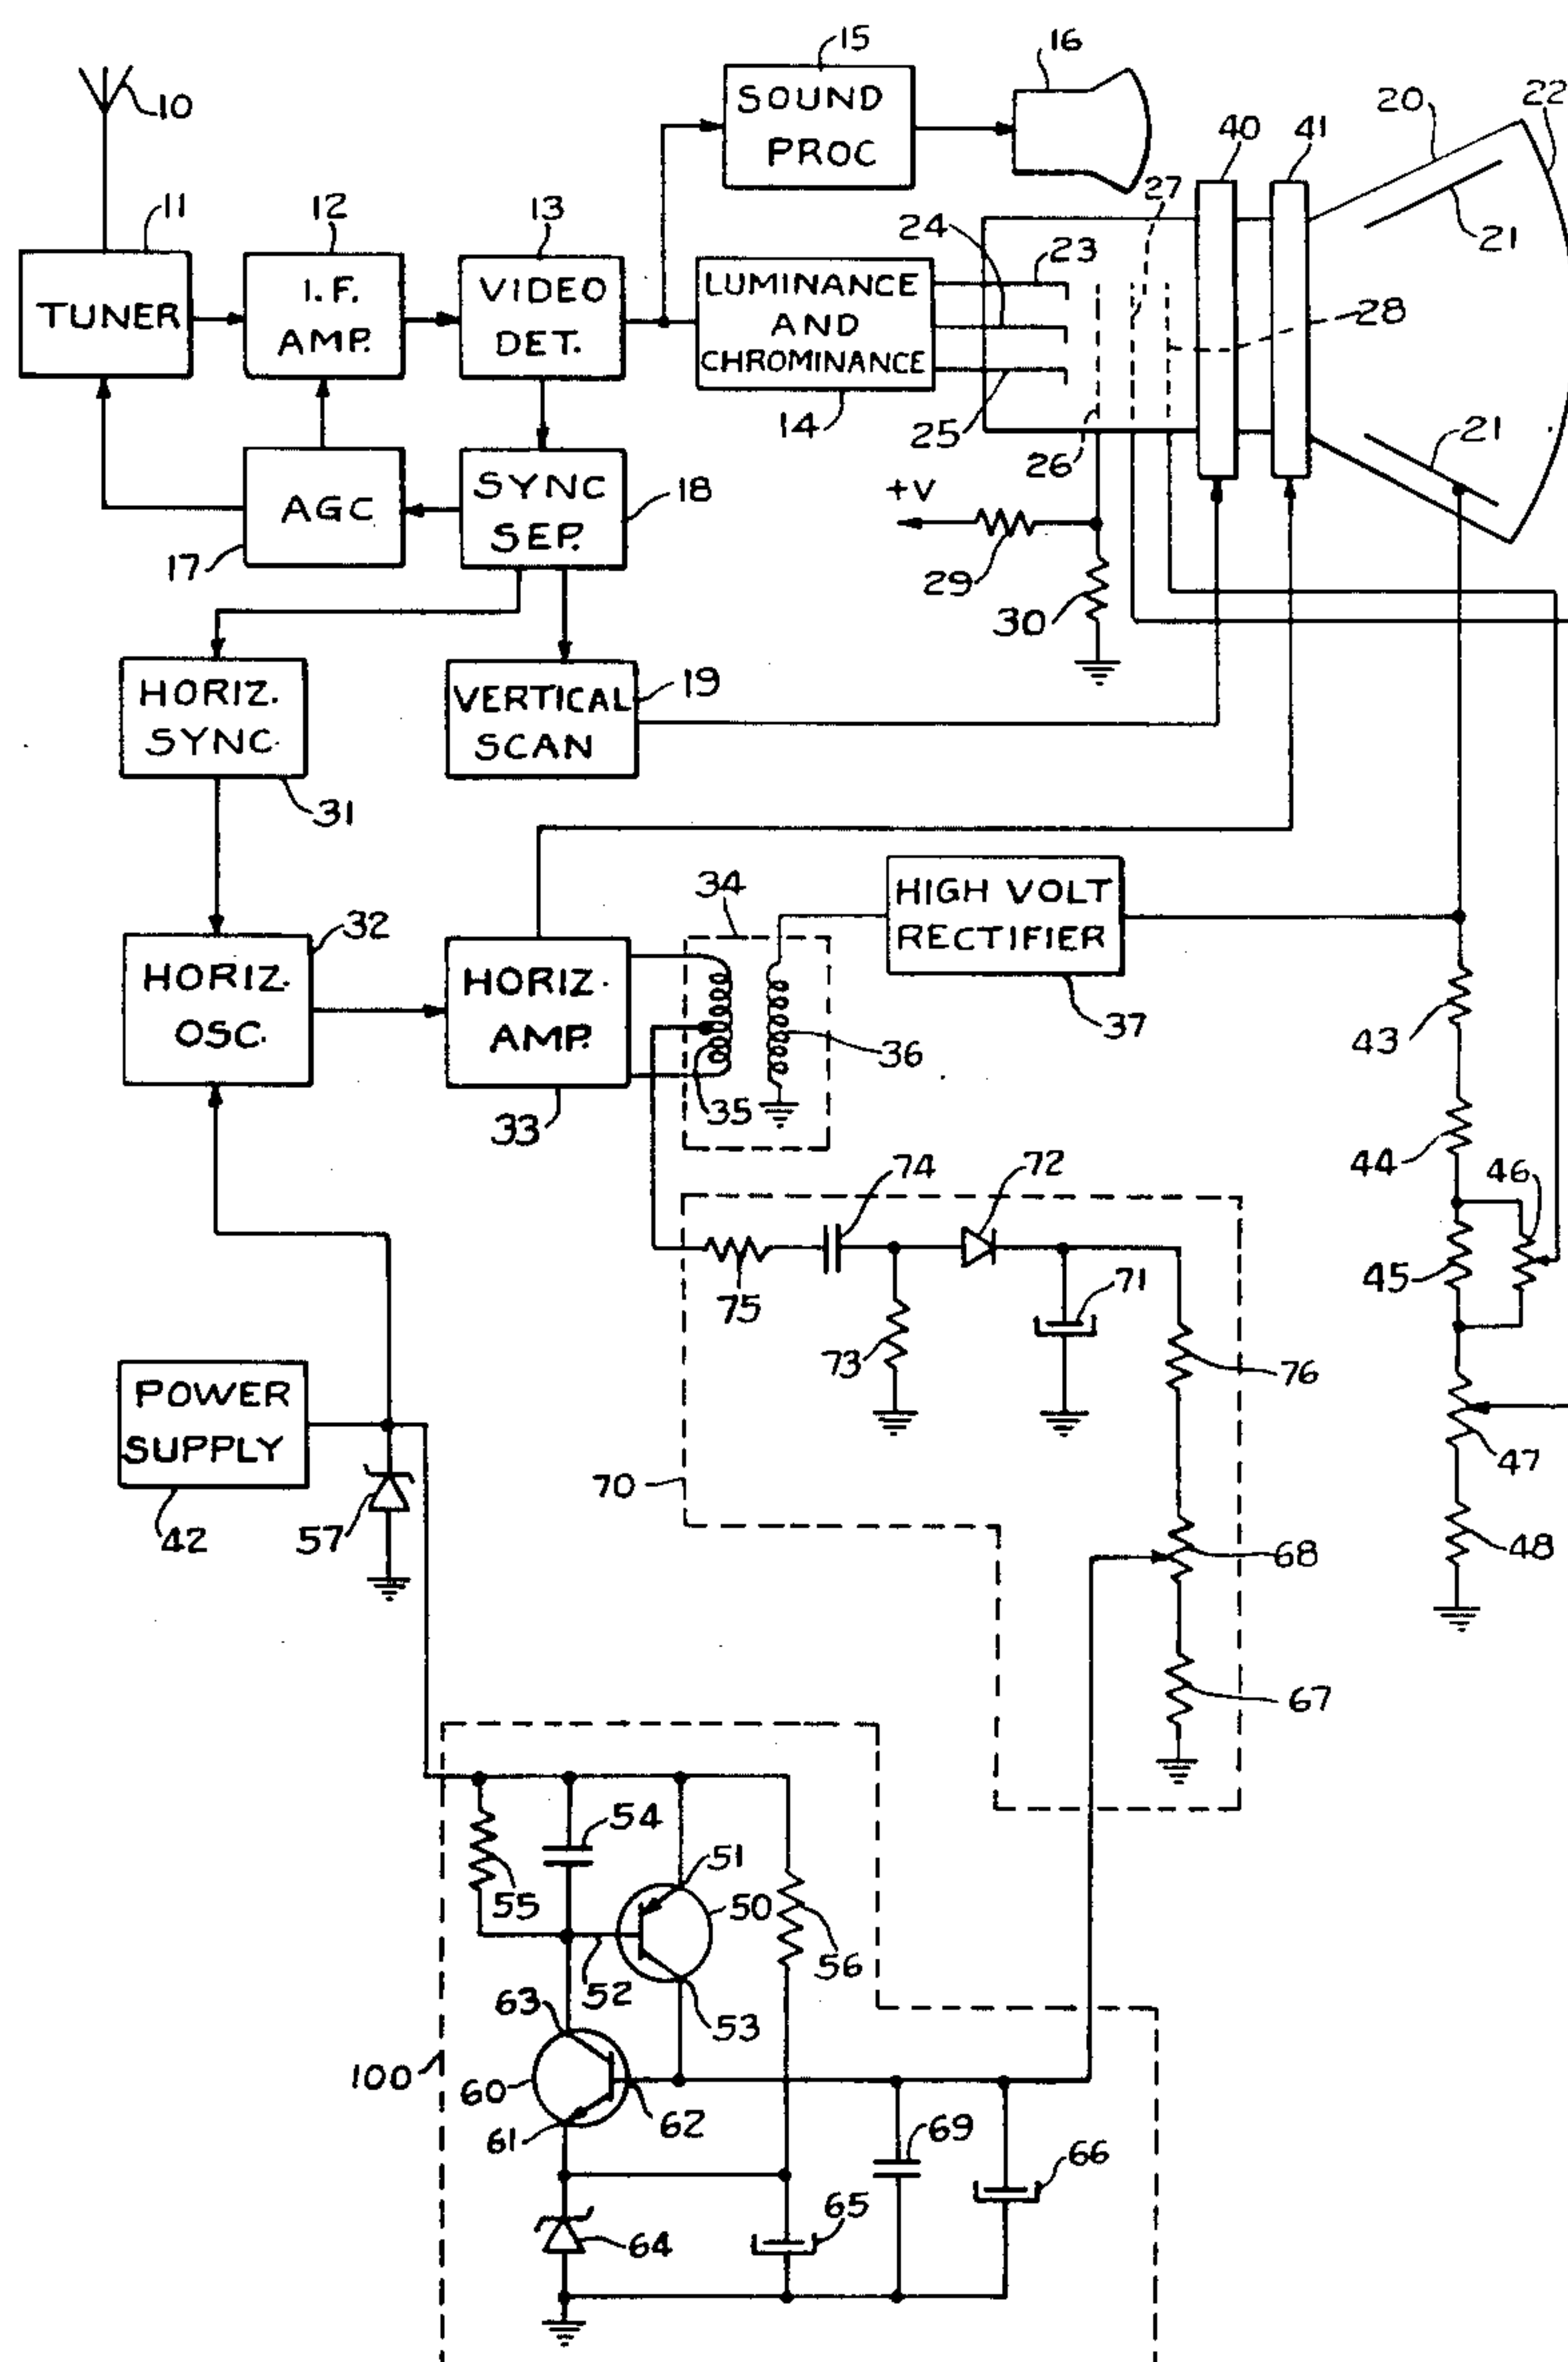 15
16
SOUND
PROC
10
20
22
40
41
27
11
12
13
24
23
21
TUNER
I.F.
AMP.
VIDEO
DET.
LUMINANCE
AND
CHROMINANCE
28
14
25
26
21
AGC
SYNC
SEP.
18
+V
17
29
30
HORIZ.
SYNC.
VERTICAL
SCAN
19
31
34
HIGH VOLT
RECTIFIER
32
HORIZ.
OSC.
HORIZ.
AMP.
37
43
36
35
33
74
72
44
46
75
71
45
73
76
POWER
SUPPLY
70
47
42
57
68
48
67
54
51
55
50
56
52
63
53
100
60
62
61
69
66
65
64